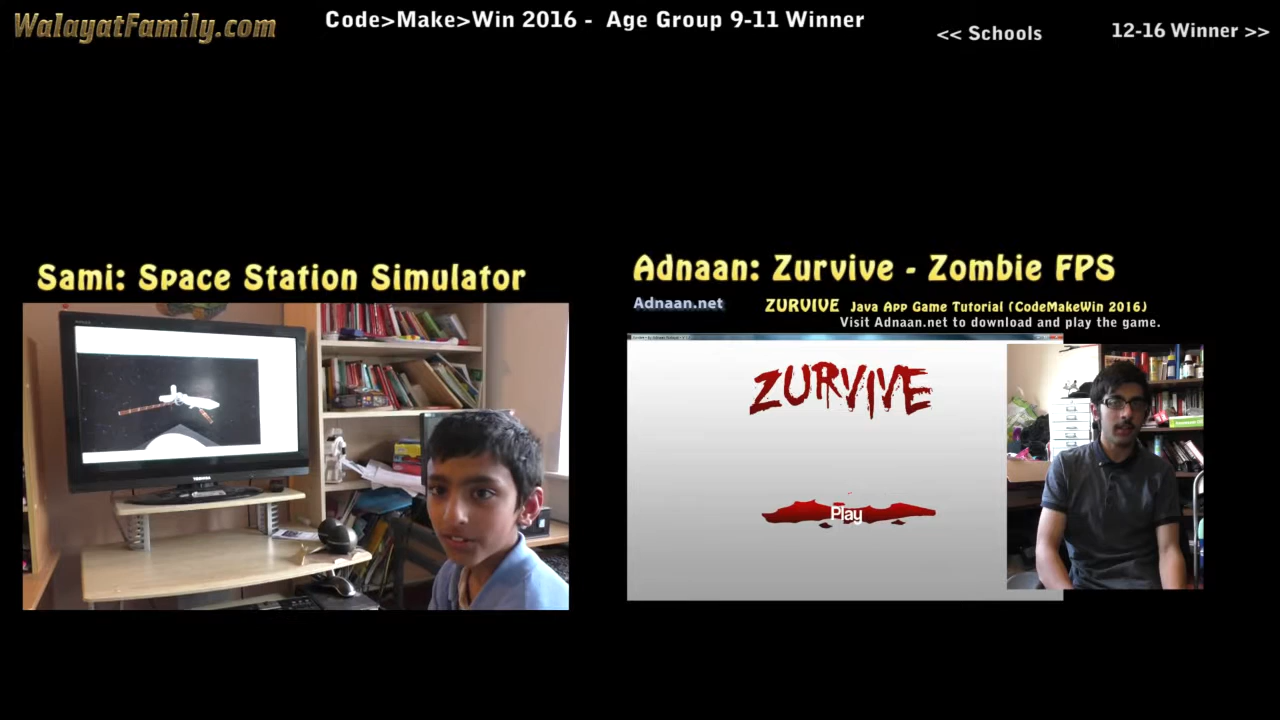 WalayatFamily.com
Code>Make>Win 2016 - Age Group 9-11 Winner
<< Schools
12-16 Winner >>
Sami: Space Station Simulator
Adnaan: Zurvive - Zombie FPS
Adnaan.net
ZURVIVE Java App Game Tutorial (CodeMakeWin 2016)
Visit Adnaan.net to download and play the game.
ZURVIVE
Play
TOSHIBA